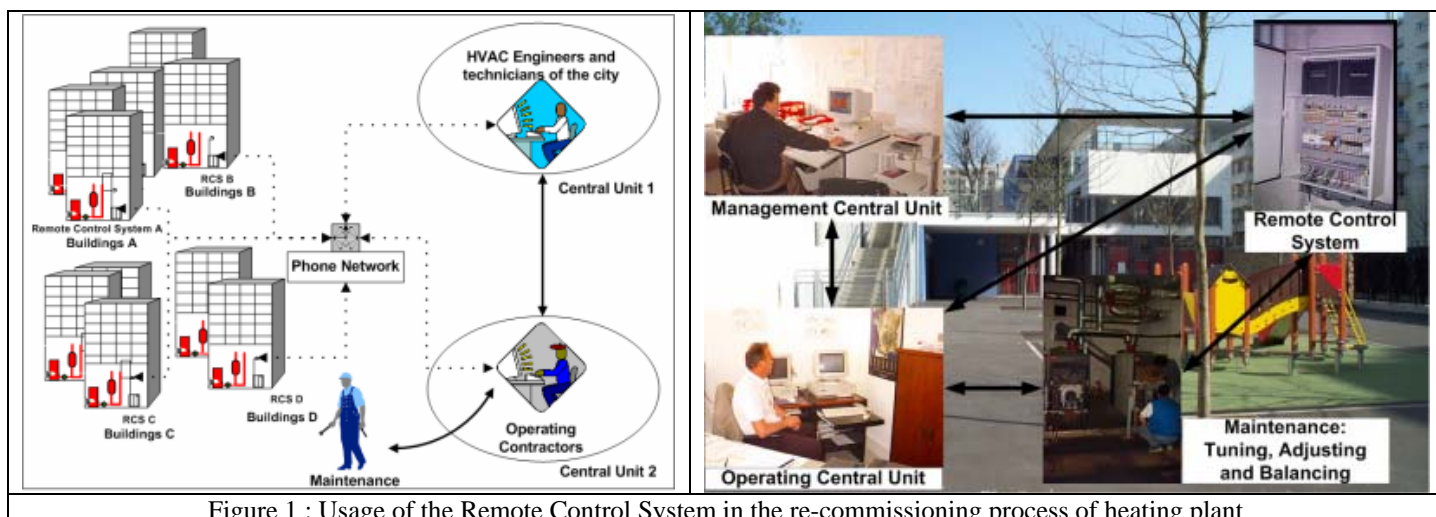 HVAC Engineers and
technicians of the city
Central Unit 1
RCS B
Buildings B
Remote Control System A
Buildings A
Phone Network
RCS C
Buildings C
RCS D
Buildings D
Maintenance
Operating
Contractors
Central Unit 2
Management Central Unit
Remote Control
System
Operating Central Unit
Maintenance:
Tuning, Adjusting
and Balancing
Figure 1 : Usage of the Remote Control System in the re-commissioning process of heating plant